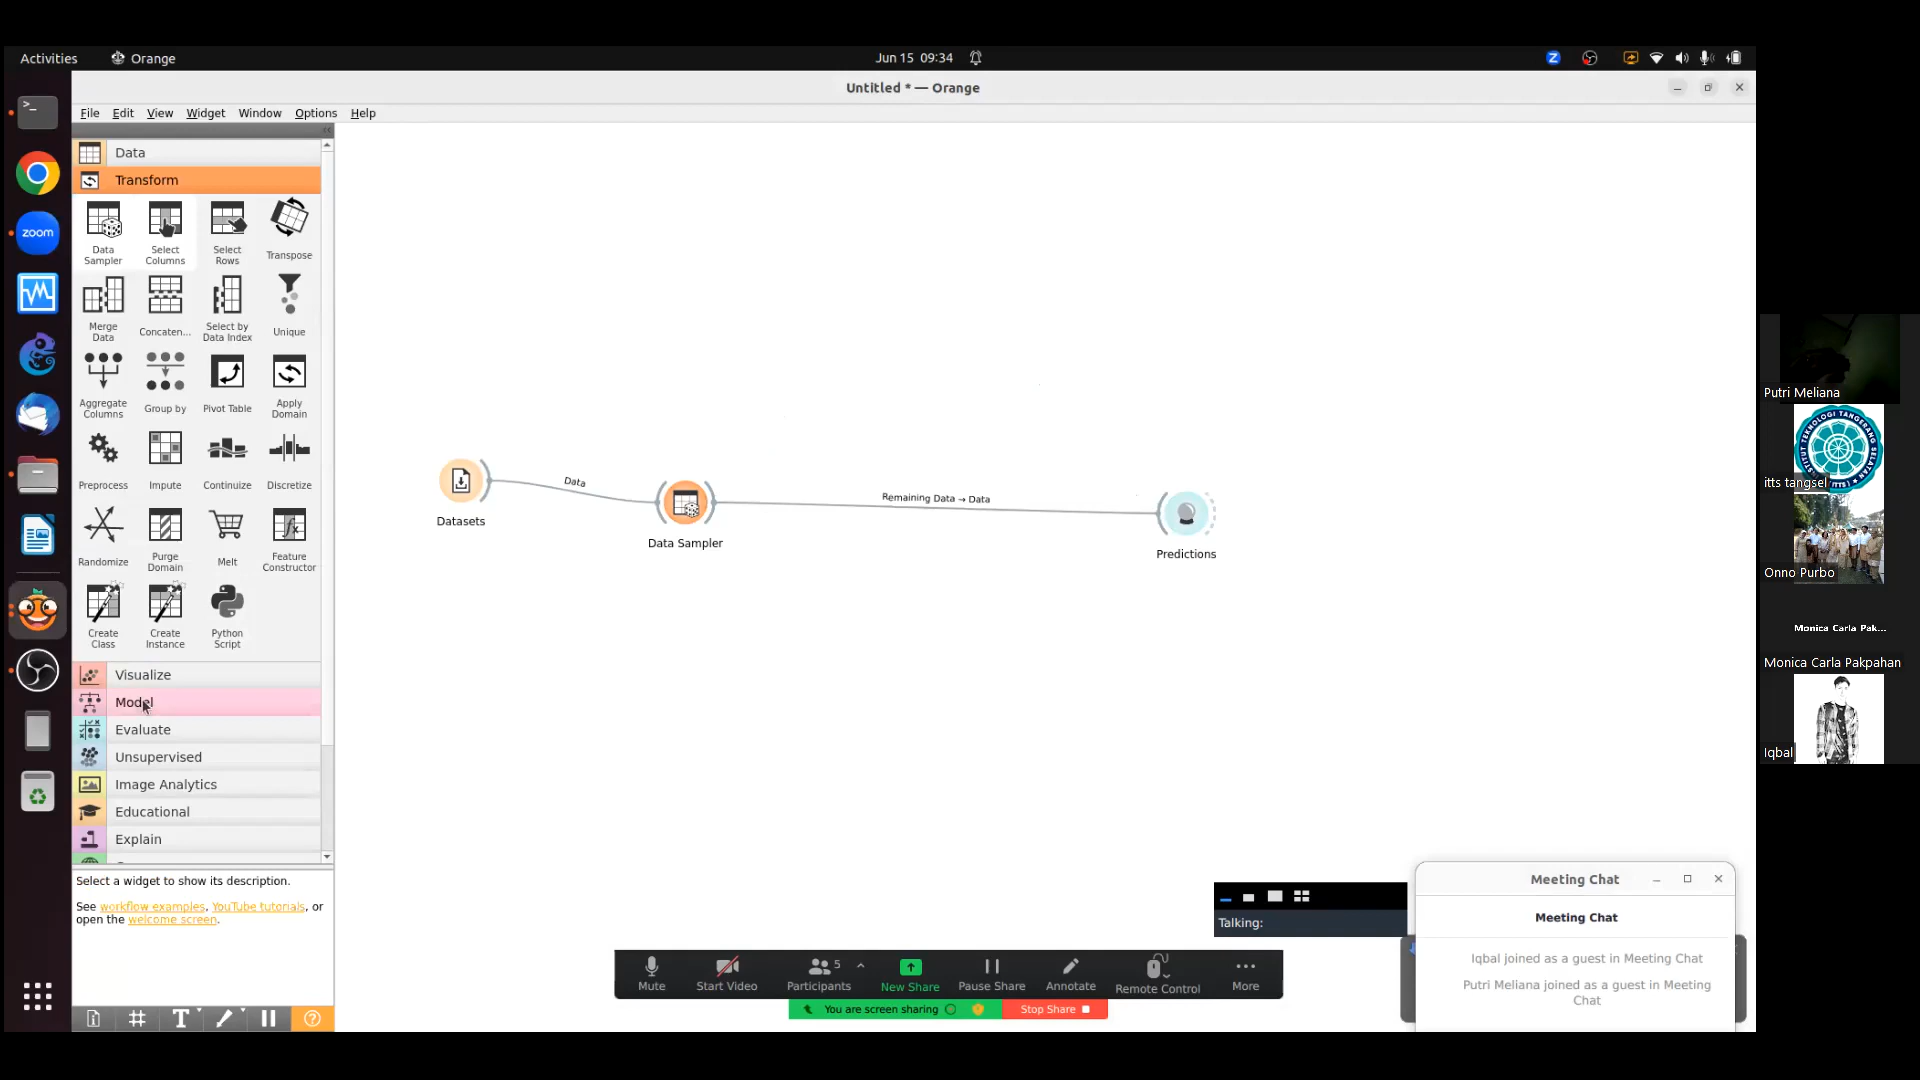 Activities
Orange
Jun 15 09:34
Untitled * — Orange
File Edit View Widget Window Options Help
Data
Transform
Data
Sampler
Select
Columns
Select
Rows
Transpose
Merge
Data
Concaten...
Select by
Data Index
Unique
Aggregate
Columns
Group by
Pivot Table
Apply
Domain
Preprocess
Impute
Continuize
Discretize
Randomize
Purge
Domain
Melt
Feature
Constructor
Create
Class
Create
Instance
Python
Script
Visualize
Model
Evaluate
Unsupervised
Image Analytics
Educational
Explain
Select a widget to show its description.
See workflow examples, YouTube tutorials, or
open the welcome screen.
zoom
Datasets
Data
Data Sampler
Remaining Data → Data
Predictions
Talking:
Mute
Start Video
Participants
5
New Share
Pause Share
Annotate
Remote Control
More
You are screen sharing
Stop Share
Meeting Chat
Meeting Chat
Iqbal joined as a guest in Meeting Chat
Putri Meliana joined as a guest in Meeting
Chat
Putri Meliana
INSTITUT TEKNOLOGI TANGERANG SELATAN
itts tangsel
Onno Purbo
Monica Carla Pak...
Monica Carla Pakpahan
Iqbal